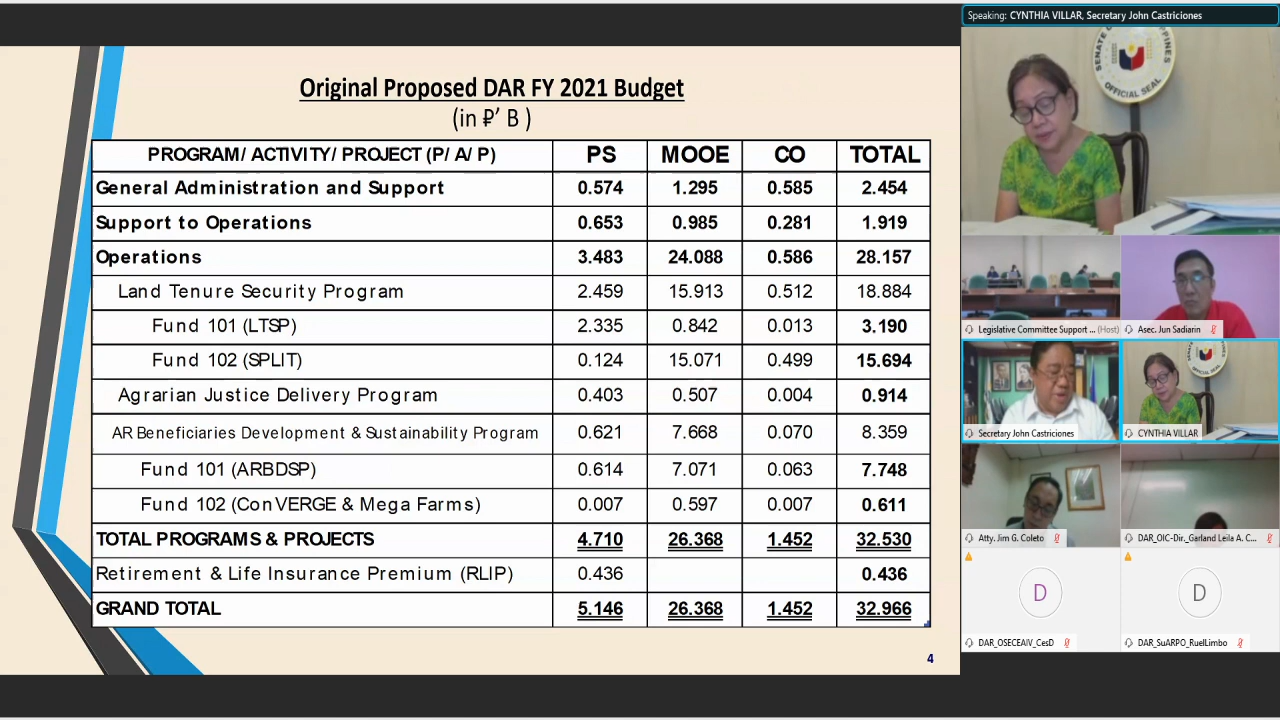 Speaking: CYNTHIA VILLAR, Secretary John Castriciones
Original Proposed DAR FY 2021 Budget
(in ₱' B )
PROGRAM/ ACTIVITY/ PROJECT (P/ A/ P) PS MOOE CO TOTAL
General Administration and Support 0.574 1.295 0.585 2.454
Support to Operations 0.653 0.985 0.281 1.919
Operations 3.483 24.088 0.586 28.157
Land Tenure Security Program 2.459 15.913 0.512 18.884
Fund 101 (LTSP) 2.335 0.842 0.013 3.190
Fund 102 (SPLIT) 0.124 15.071 0.499 15.694
Agrarian Justice Delivery Program 0.403 0.507 0.004 0.914
AR Beneficiaries Development & Sustainability Program 0.621 7.668 0.070 8.359
Fund 101 (ARBDSP) 0.614 7.071 0.063 7.748
Fund 102 (ConVERGE & Mega Farms) 0.007 0.597 0.007 0.611
TOTAL PROGRAMS & PROJECTS 4.710 26.368 1.452 32.530
Retirement & Life Insurance Premium (RLIP) 0.436 0.436
GRAND TOTAL 5.146 26.368 1.452 32.966
4
SENATE
OFFICIAL SEAL
Legislative Committee Support ... (Host)
Asec. Jun Sadiarin
Secretary John Castriciones
CYNTHIA VILLAR
Atty. Jim G. Coleto
DAR_OIC-Dir._Garland Leila A. C...
D
D
DAR_OSECEAIV_CesD
DAR_SuARPO_RuelLimbo